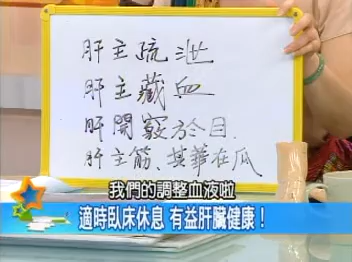 肝主疏泄
肝主藏血
肝開竅於目.
肝主筋、其華在爪
我們的調整血液啦
適時臥床休息 有益肝臟健康！